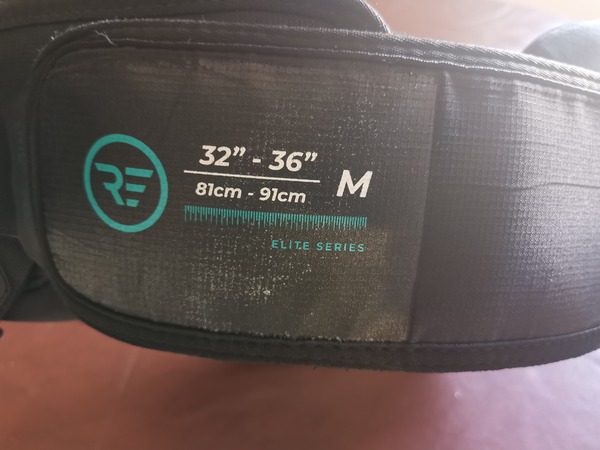 RE
32” - 36”
81cm - 91cm
M
ELITE SERIES